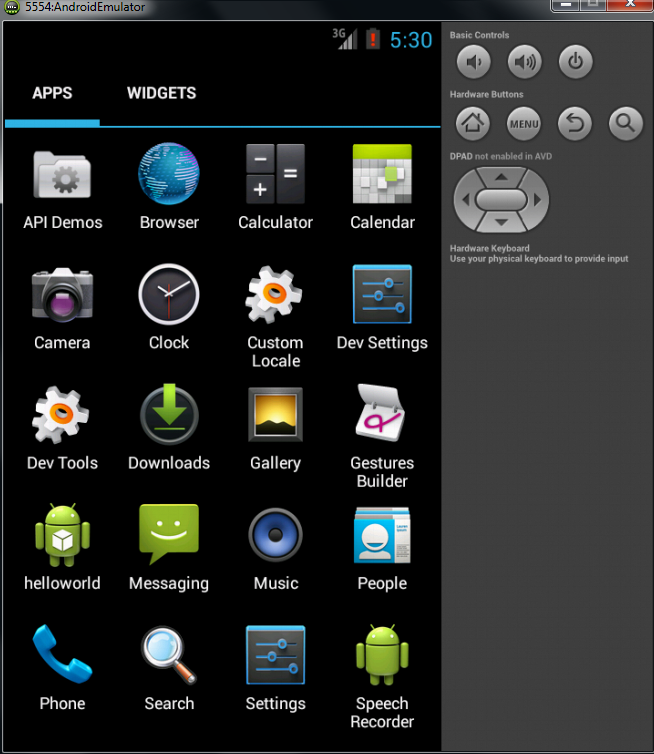 5554:AndroidEmulator
3G
5:30
APPS
WIDGETS
API Demos
Browser
Calculator
Calendar
Camera
Clock
Custom
Locale
Dev Settings
Dev Tools
Downloads
Gallery
Gestures
Builder
helloworld
Messaging
Music
People
Phone
Search
Settings
Speech
Recorder
Basic Controls
Hardware Buttons
MENU
DPAD not enabled in AVD
Hardware Keyboard
Use your physical keyboard to provide input